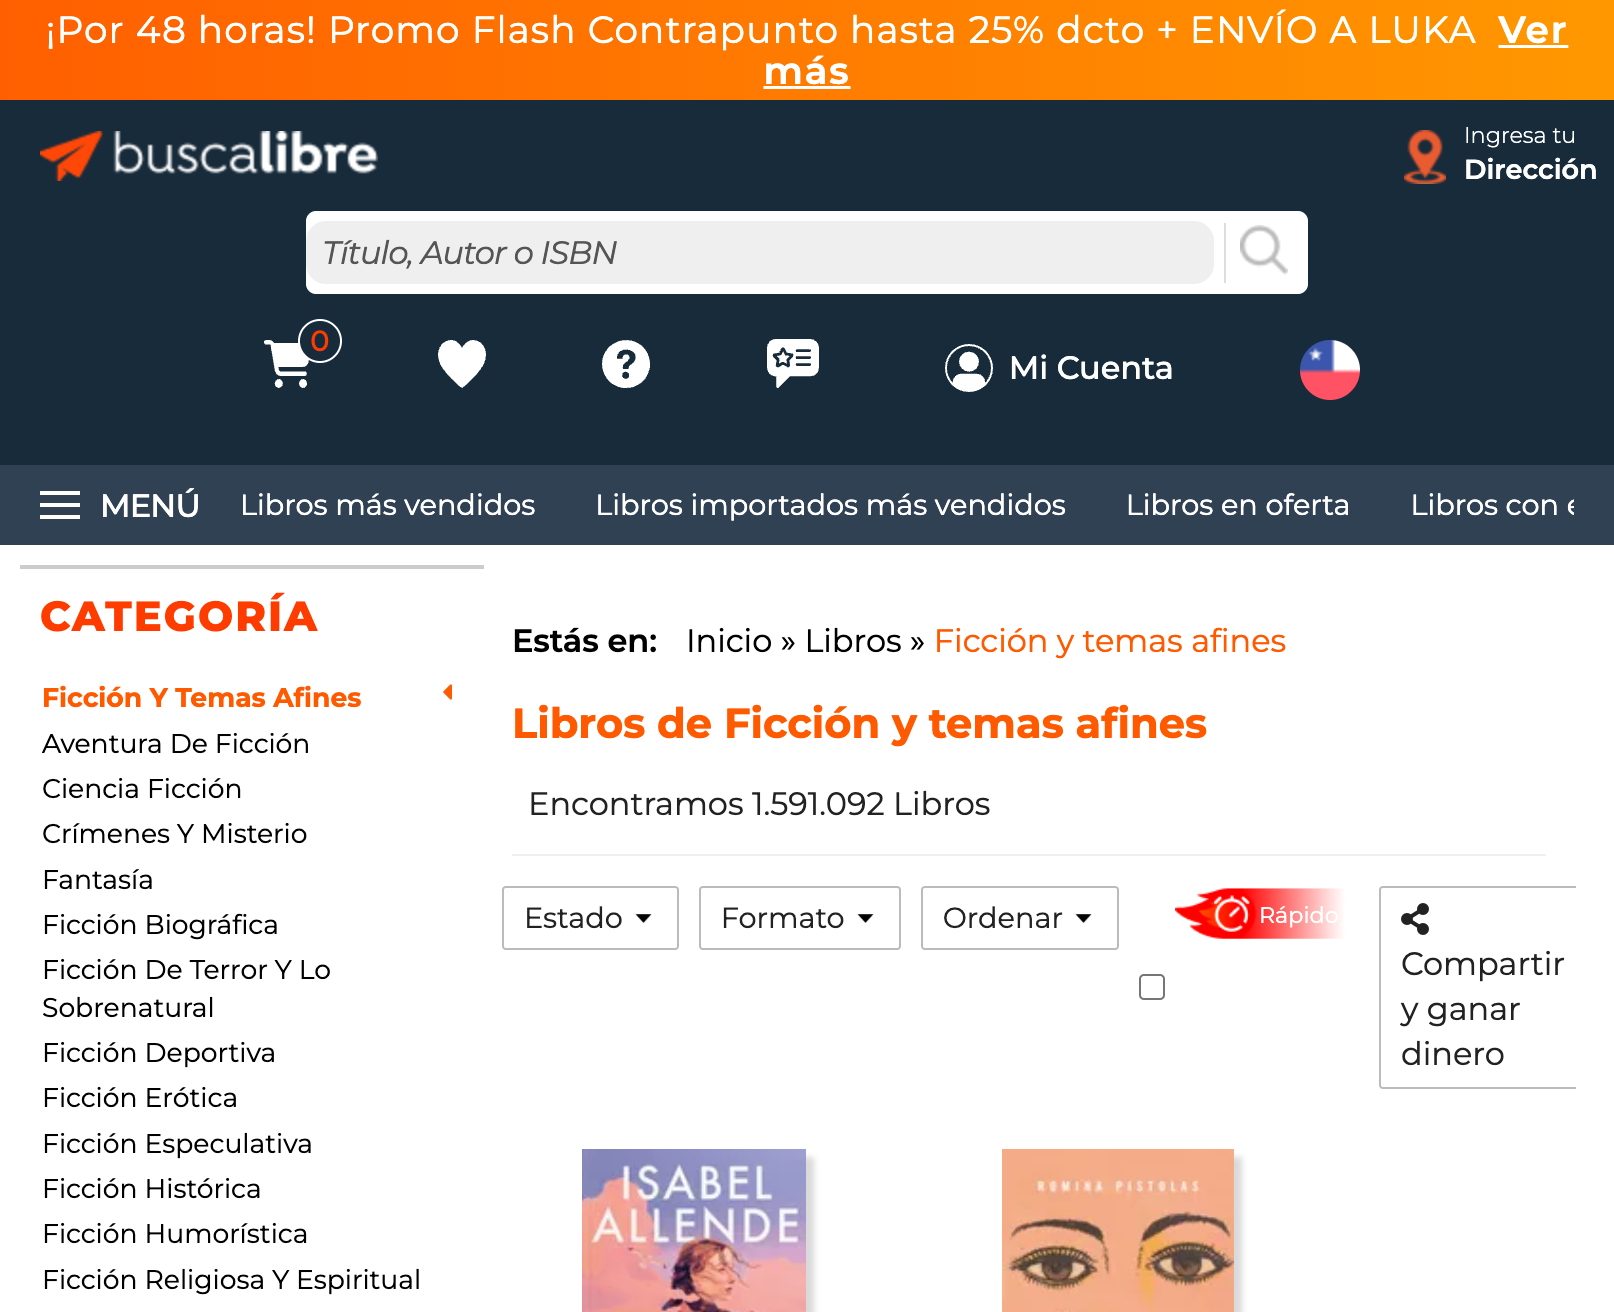 ¡Por 48 horas! Promo Flash Contrapunto hasta 25% dcto + ENVÍO A LUKA Ver
más
buscalibre
Ingresa tu
Dirección
Título, Autor o ISBN
0
Mi Cuenta
MENÚ
Libros más vendidos
Libros importados más vendidos
Libros en oferta
Libros con e
CATEGORÍA
Ficción Y Temas Afines
Aventura De Ficción
Ciencia Ficción
Crímenes Y Misterio
Fantasía
Ficción Biográfica
Ficción De Terror Y Lo
Sobrenatural
Ficción Deportiva
Ficción Erótica
Ficción Especulativa
Ficción Histórica
Ficción Humorística
Ficción Religiosa Y Espiritual
Estás en: Inicio » Libros » Ficción y temas afines
Libros de Ficción y temas afines
Encontramos 1.591.092 Libros
Estado
Formato
Ordenar
Rápido
Compartir
y ganar
dinero
ISABEL
ALLENDE
ROMINA PISTOLAS